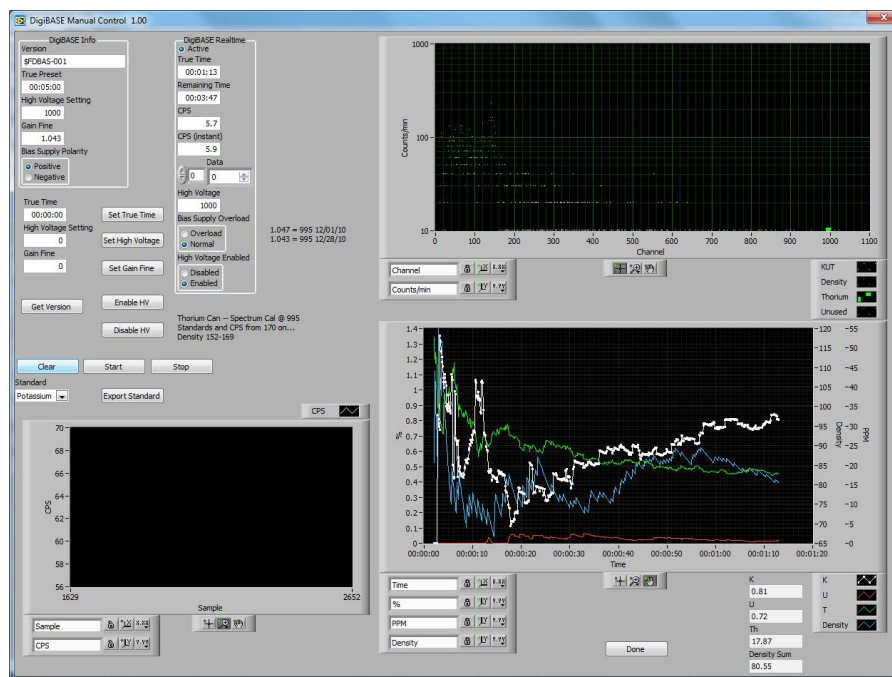 DigiBASE Manual Control 1.00
DigiBASE Info
Version
$FDBAS-001
True Preset
00:05:00
High Voltage Setting
1000
Gain Fine
1.043
Bias Supply Polarity
Positive
Negative
DigiBASE Realtime
Active
True Time
00:01:13
Remaining Time
00:03:47
CPS
5.7
CPS (instant)
5.9
Data
0 0
High Voltage
1000
Bias Supply Overload
Overload
Normal
High Voltage Enabled
Disabled
Enabled
True Time
00:00:00
Set True Time
High Voltage Setting
0
Set High Voltage
Gain Fine
0
Set Gain Fine
Get Version
Enable HV
Disable HV
1.047 = 995 12/01/10
1.043 = 995 12/28/10
Thorium Can -- Spectrum Cal @ 995
Standards and CPS from 170 on...
Density 152-169
Clear
Start
Stop
Standard
Potassium
Export Standard
CPS
70
68
66
64
62
60
58
56
CPS
1629
2652
Sample
Sample
CPS
1000
100
10
Counts/min
0 100 200 300 400 500 600 700 800 900 1000 1100
Channel
Channel
Counts/min
KUT
Density
Thorium
Unused
1.4
1.3
1.2
1.1
1
0.9
0.8
0.7
0.6
0.5
0.4
0.3
0.2
0.1
0
%
120
115
110
105
100
95
90
85
80
75
70
65
Density
55
50
45
40
35
30
25
20
15
10
5
0
PPM
00:00:00 00:00:10 00:00:20 00:00:30 00:00:40 00:00:50 00:01:00 00:01:10 00:01:20
Time
Time
%
PPM
Density
Done
K
0.81
U
0.72
Th
17.87
Density Sum
80.55
K
U
T
Density